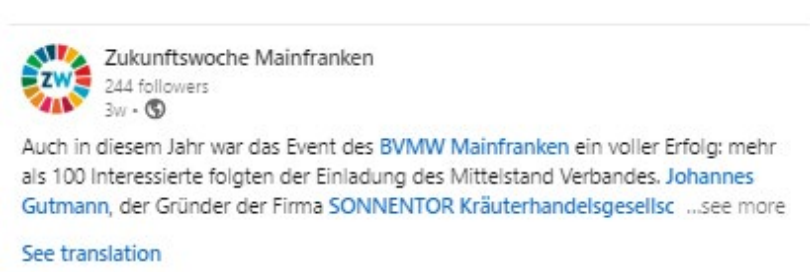 ZW
Zukunftswoche Mainfranken
244 followers
3w •
Auch in diesem Jahr war das Event des BVMW Mainfranken ein voller Erfolg: mehr
als 100 Interessierte folgten der Einladung des Mittelstand Verbandes. Johannes
Gutmann, der Gründer der Firma SONNENTOR Kräuterhandelsgesellsc ...see more
See translation